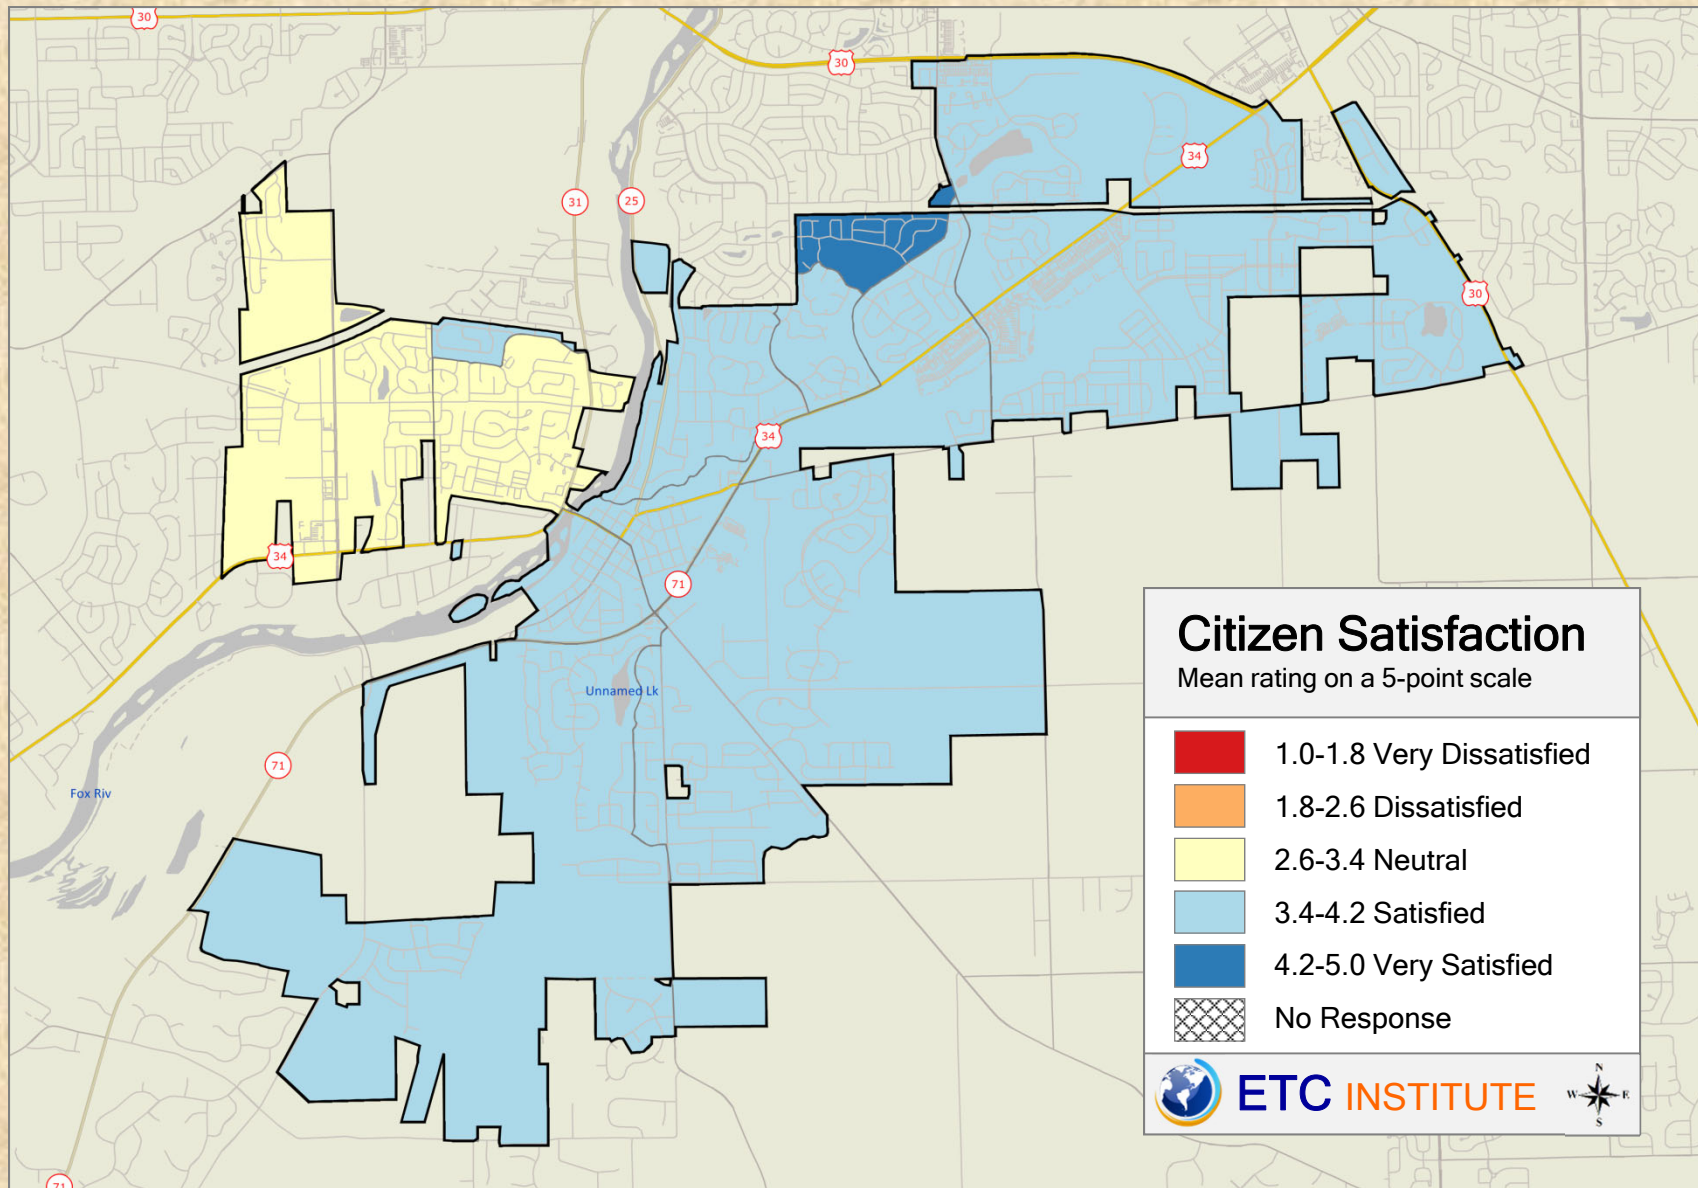 30
30
34
31
25
30
34
34
71
Unnamed Lk
71
Fox Riv
71
Citizen Satisfaction
Mean rating on a 5-point scale
1.0-1.8 Very Dissatisfied
1.8-2.6 Dissatisfied
2.6-3.4 Neutral
3.4-4.2 Satisfied
4.2-5.0 Very Satisfied
No Response
ETC INSTITUTE
N
W E
S